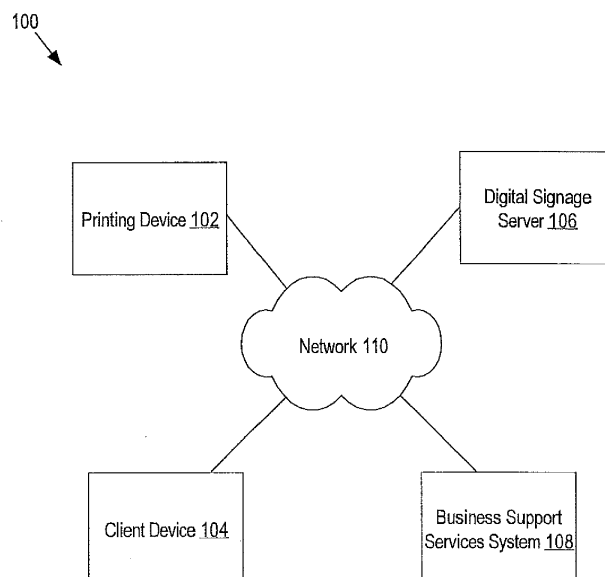 100
Printing Device 102
Digital Signage
Server 106
Network 110
Client Device 104
Business Support
Services System 108